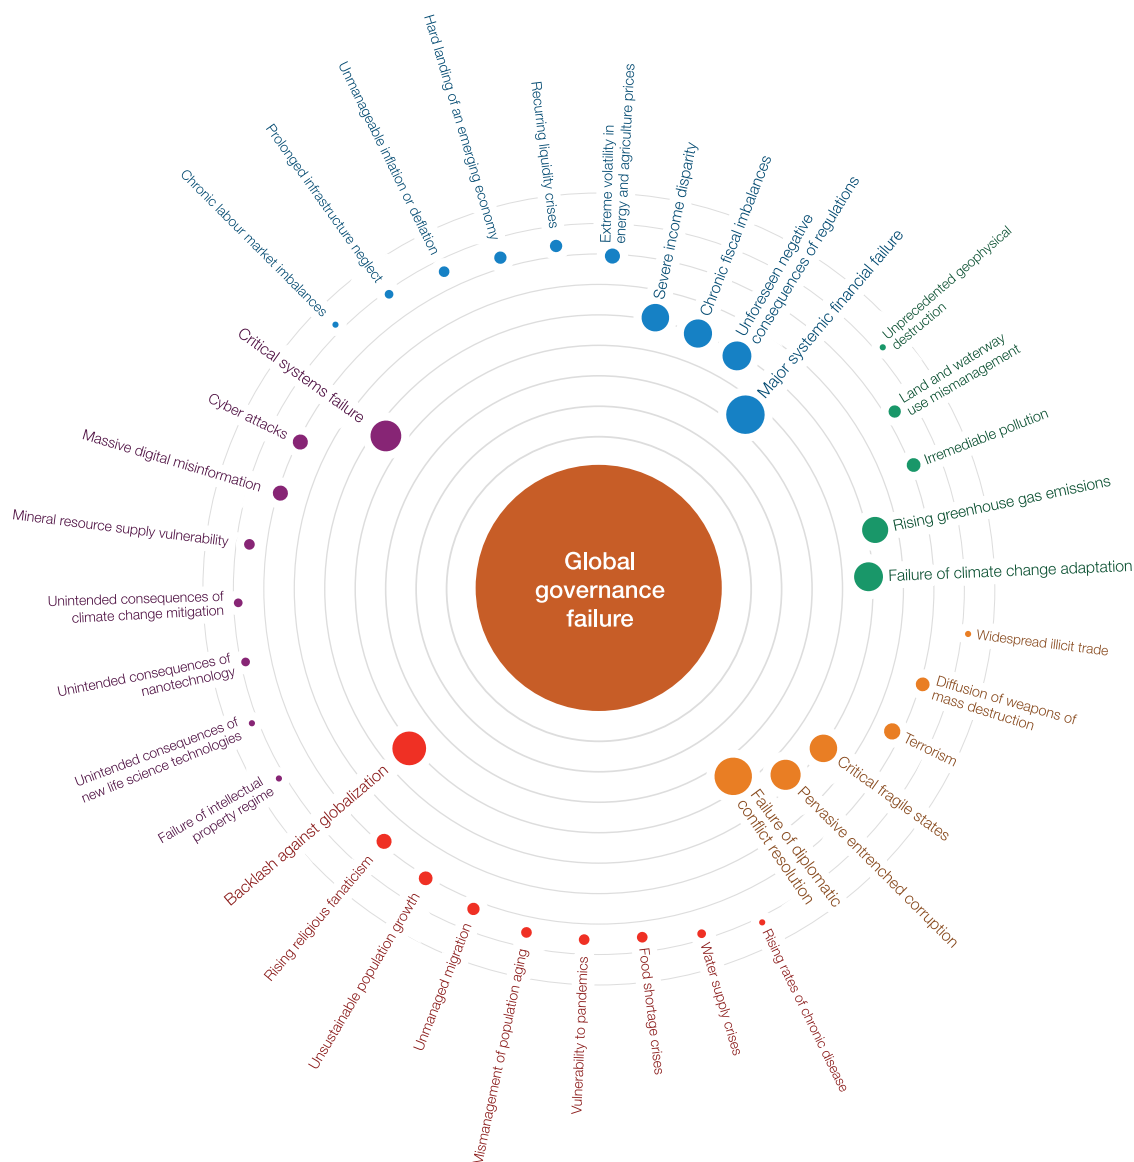 Global
governance
failure
Chronic labour market imbalances
Prolonged infrastructure neglect
Unmanageable inflation or deflation
Hard landing of an emerging economy
Recurring liquidity crises
Extreme volatility in
energy and agriculture prices
Severe income disparity
Chronic fiscal imbalances
Unforeseen negative
consequences of regulations
Major systemic financial failure
Unprecedented geophysical
destruction
Land and waterway
use mismanagement
Irremediable pollution
Rising greenhouse gas emissions
Failure of climate change adaptation
Widespread illicit trade
Diffusion of weapons of
mass destruction
Terrorism
Critical fragile states
Pervasive entrenched corruption
Failure of diplomatic
conflict resolution
Rising rates of chronic disease
Water supply crises
Food shortage crises
Vulnerability to pandemics
Mismanagement of population aging
Unmanaged migration
Unsustainable population growth
Rising religious fanaticism
Backlash against globalization
Failure of intellectual
property regime
Unintended consequences of
new life science technologies
Unintended consequences of
nanotechnology
Unintended consequences of
climate change mitigation
Mineral resource supply vulnerability
Massive digital misinformation
Cyber attacks
Critical systems failure